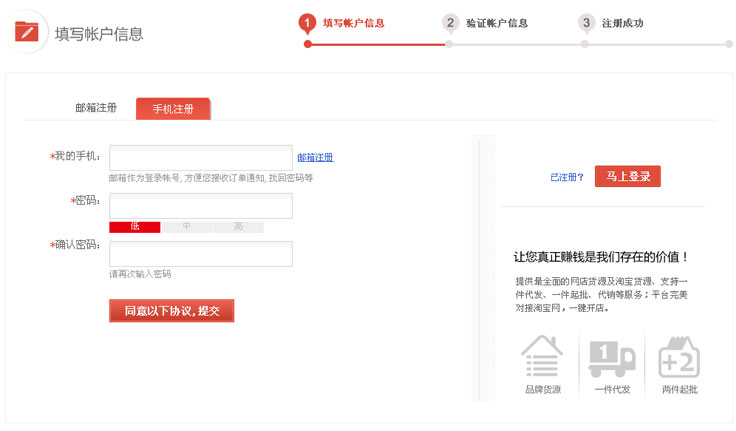 填写帐户信息
1 填写帐户信息
2 验证帐户信息
3 注册成功
邮箱注册
手机注册
*我的手机:
邮箱注册
邮箱作为登录帐号, 方便您接收订单通知, 找回密码等
*密码:
低 中 高
*确认密码:
请再次输入密码
同意以下协议,提交
已注册?
马上登录
让您真正赚钱是我们存在的价值!
提供最全面的网店货源及淘宝货源、支持一
件代发、一件起批、代销等服务;平台完美
对接淘宝网,一键开店。
1
+2
品牌货源
一件代发
两件起批